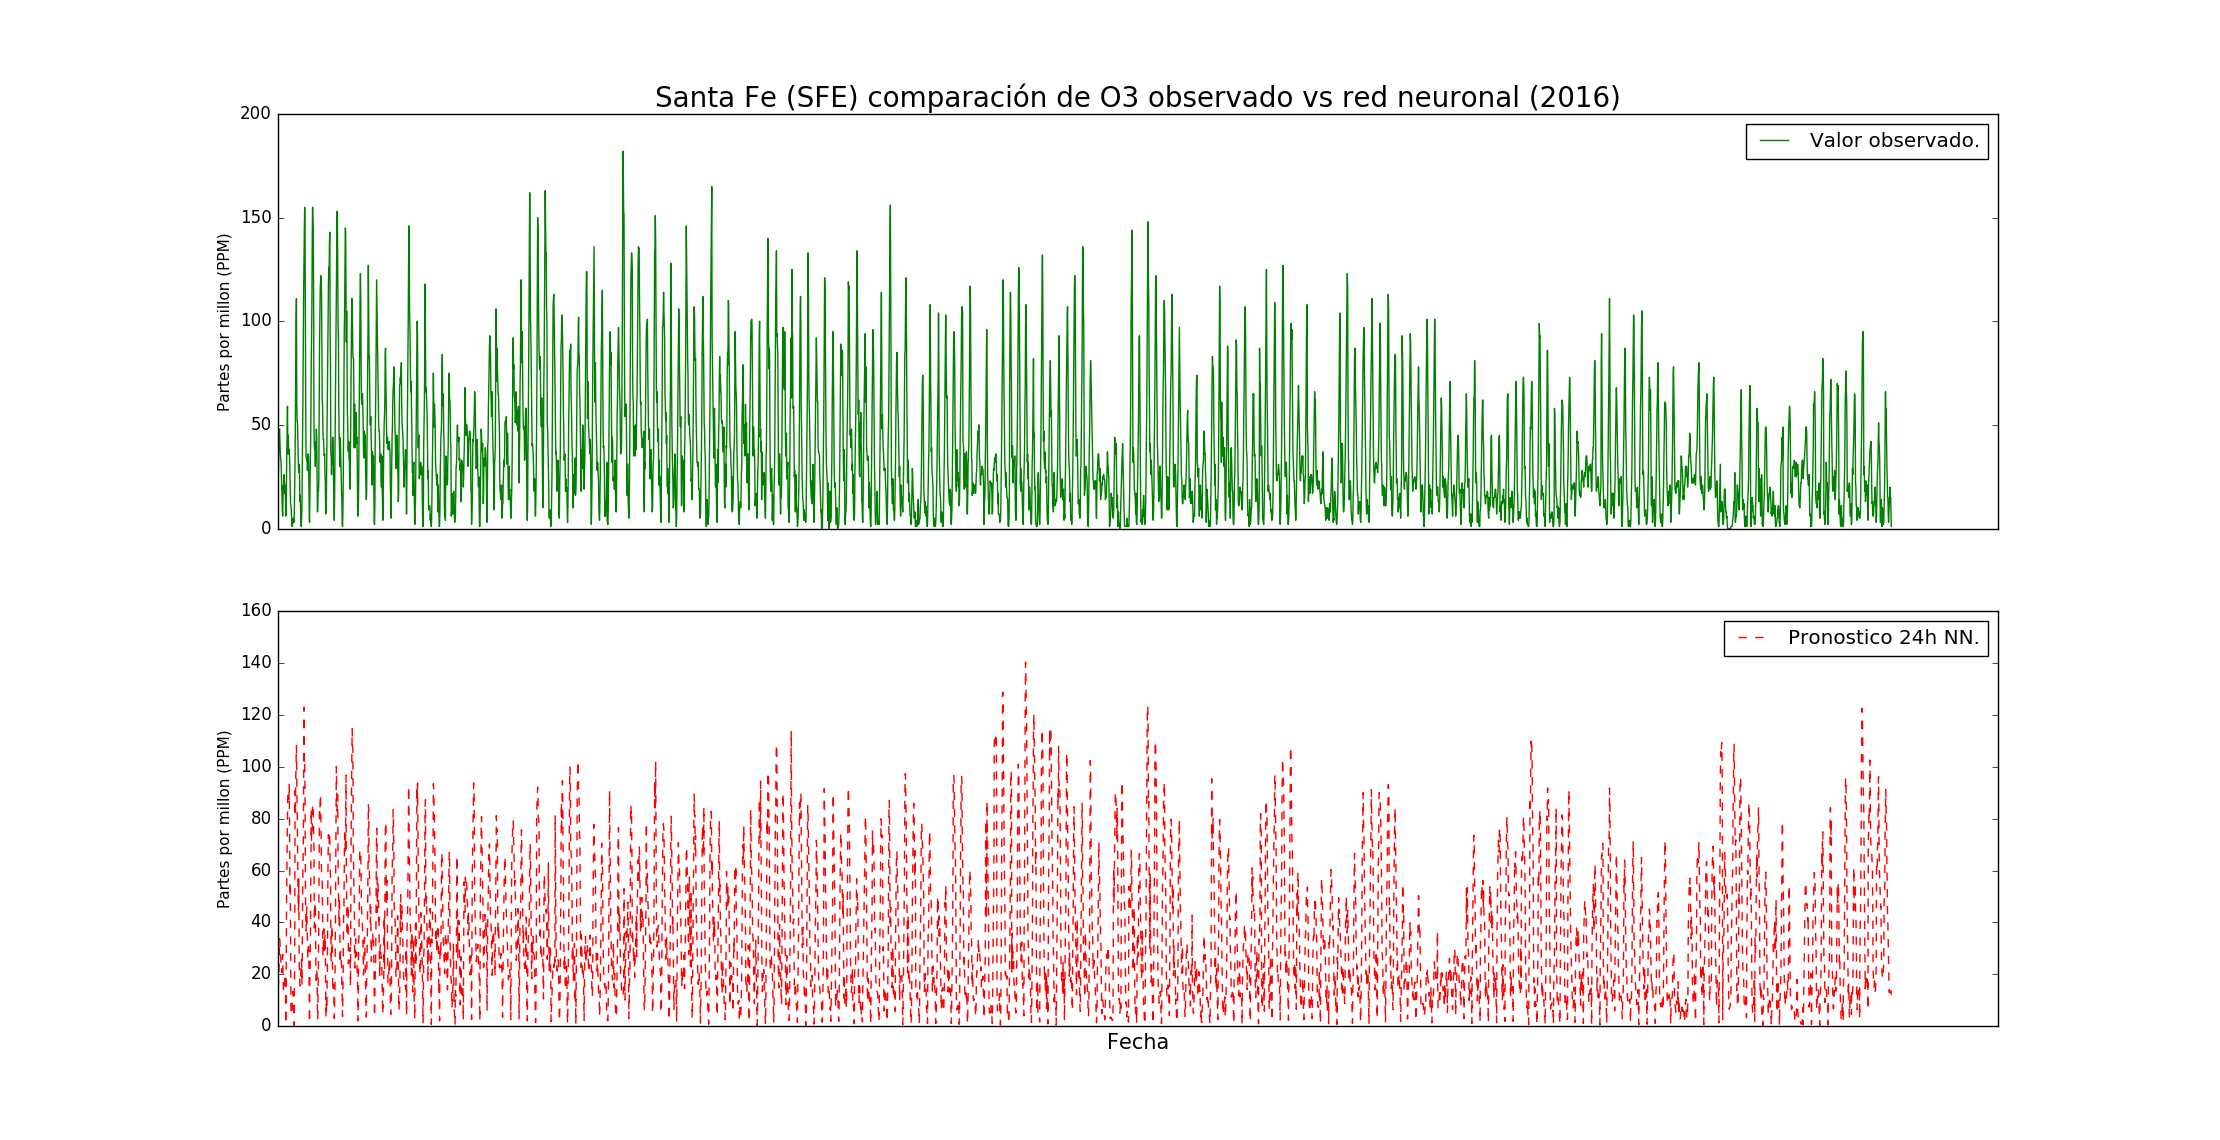 Santa Fe (SFE) comparación de O3 observado vs red neuronal (2016)
200
150
100
50
0
Partes por millon (PPM)
Valor observado.
160
140
120
100
80
60
40
20
0
Partes por millon (PPM)
Pronostico 24h NN.
Fecha